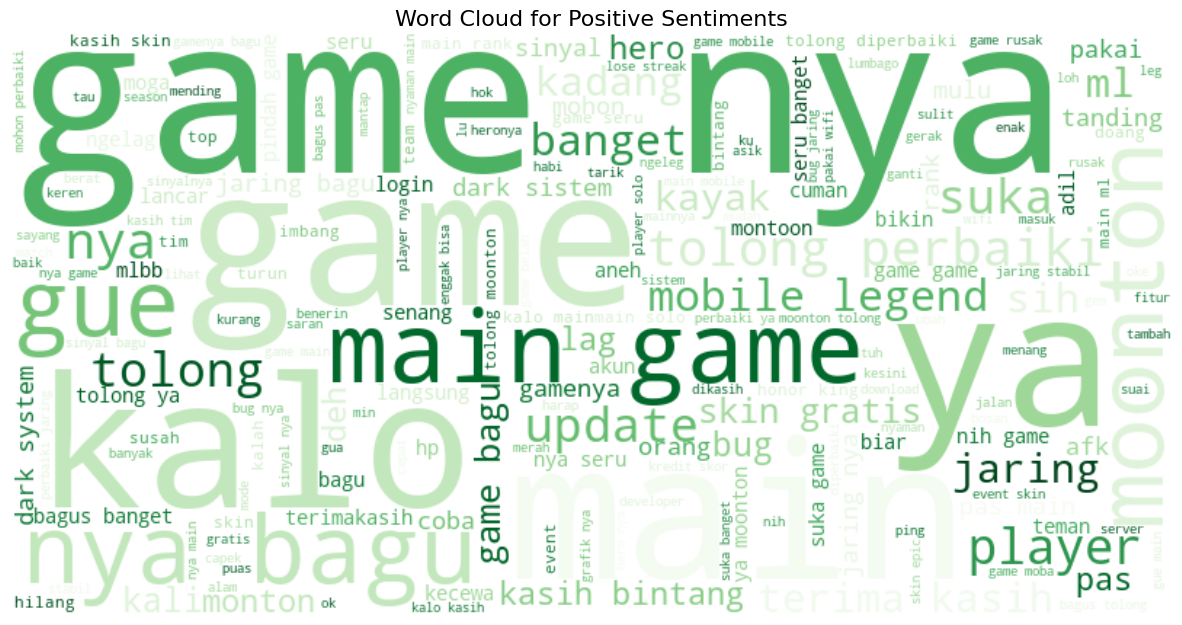 Word Cloud for Positive Sentiments
kasih skin
gamenya bagu
seru
main rank
sinyal
hero
game mobile
tolong diperbaiki
game rusak
pakai
game nya
moga
tau
season
mending
hok
lose streak
kadang
lumbago
loh
leg
ml
mulu
mohon perbaiki
ngelag
top
pindah game
bagus pas
mantap
team
nyaman main
lu
heronya
mohon
game seru
banget
bintang
ku
asik
seru banget
bug jaring
pakai wifi
sulit
gerak
enak
tanding
doang
rusak
habi
tarik
ngeleg
keren
berat
sinyalnya
lancar
jaring bagu
login
dark sistem
kayak
main mobile
cuman
ganti
rank
suka
adil
main ml
kasih tim
sayang
nya
tim
imbang
player nya
enggak bisa
mainnya
player solo
montoon
bikin
wifi
masuk
baik
nya game
mlbb
lihat
turun
game
tolong perbaiki
aneh
sistem
game game
jaring stabil
oke
moonton
gue
kurang
benerin
saran
senang
tolong moonton
mobile legend
sih
fitur
sinyal bagu
kalo main
main solo
perbaiki ya
moonton tolong
tambah
game main
main game
lag
akun
tuh
kesini
menang
ya
tolong
tolong ya
langsung
gamenya
dikasih
honor king
download
jalan
suai
dark system
perbaiki jaring
kalo
bug nya
min
deh
harap
update
skin gratis
susah
banyak
kalah
sinyal nya
gua
hp
merah
orang
bug
biar
nih game
afk
nyaman
bagu
game bagu
nya seru
kredit skor
suka game
jaring nya
jaring
event skin
pas main
bagus banget
skin
gratis
mode
terimakasih
coba
main
developer
nih
ping
teman
server
nya bagu
nya main
capek
puas
alam
event
grafik nya
suka banget
ya moonton
skin epic
player
game moba
pas
gue main
hilang
kali
monton
ok
kecewa
kalo kasih
kasih bintang
terima kasih
bagus tolong